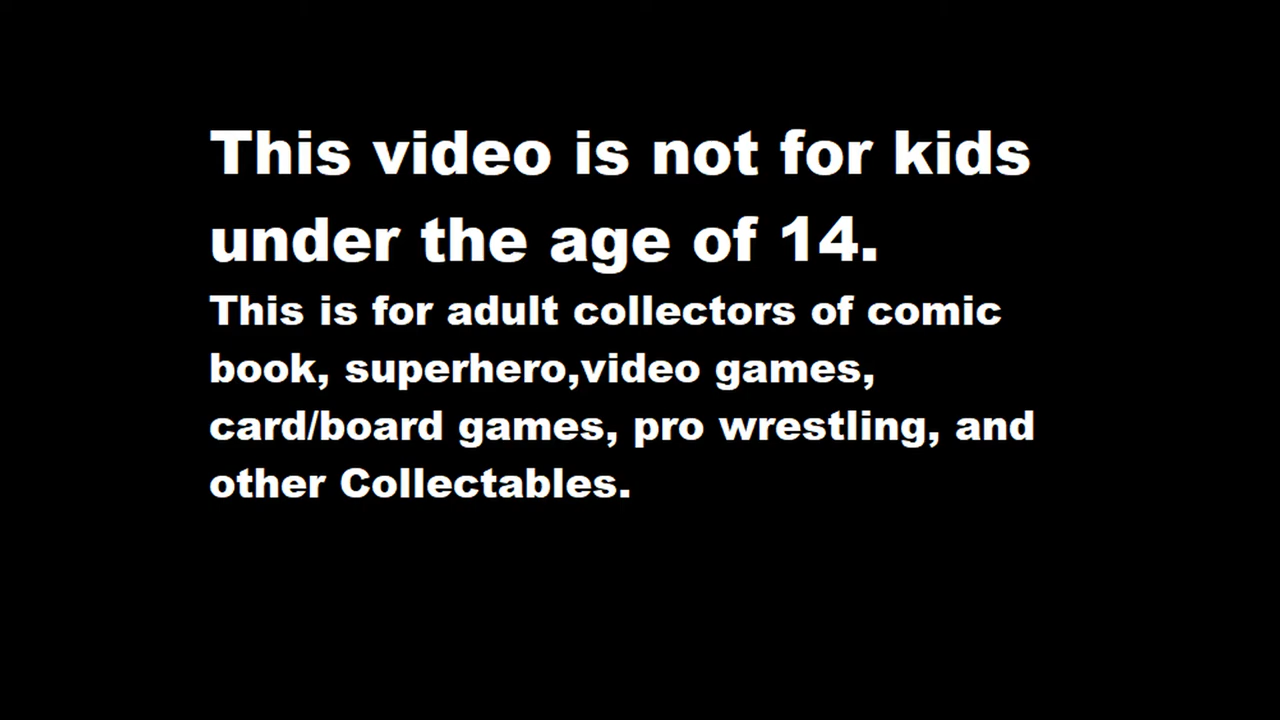 This video is not for kids
under the age of 14.
This is for adult collectors of comic
book, superhero,video games,
card/board games, pro wrestling, and
other Collectables.